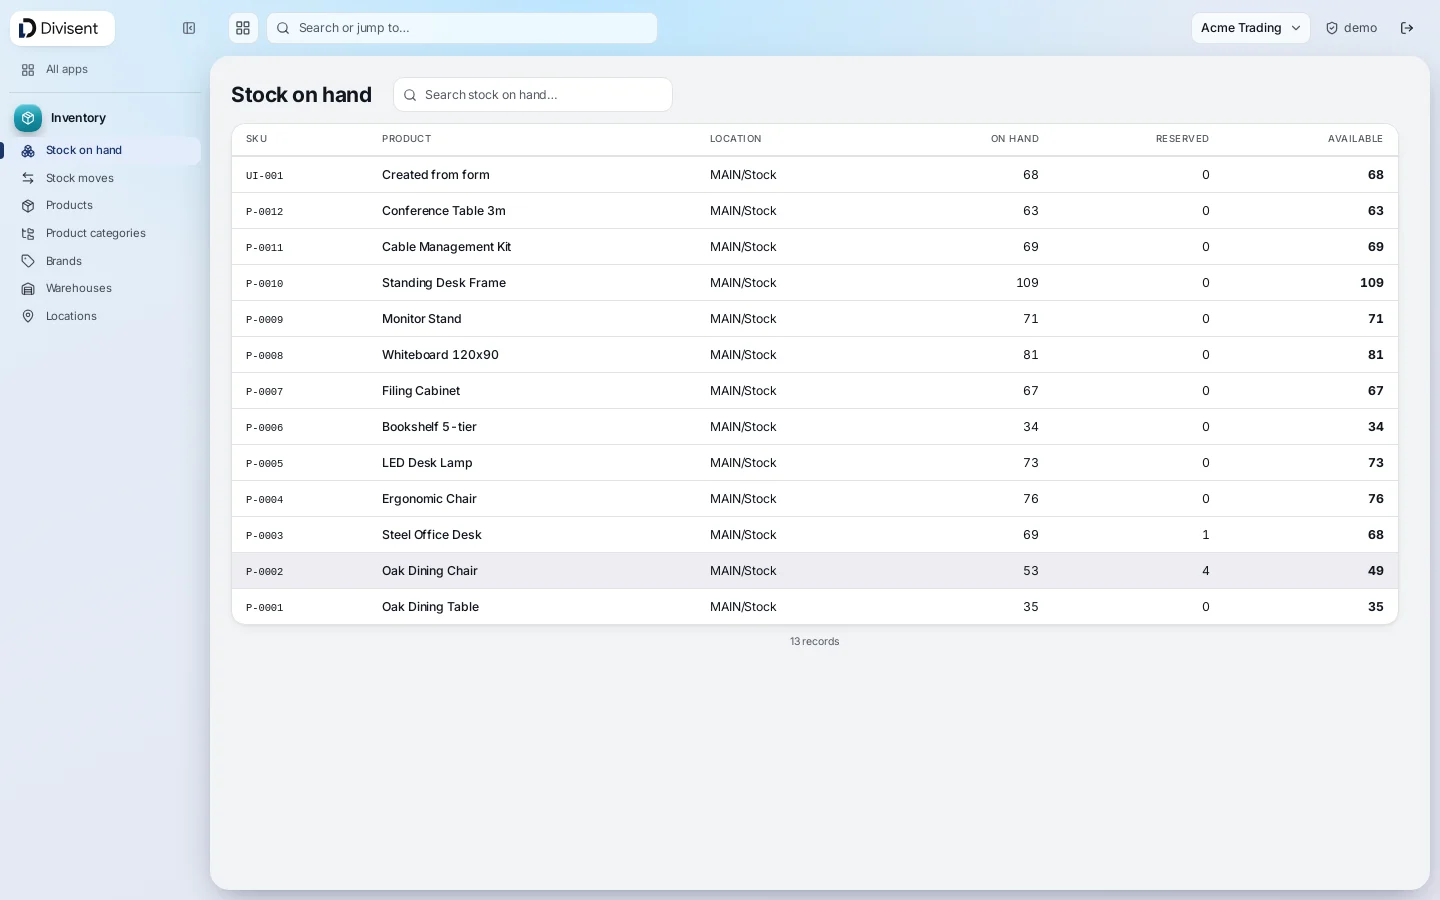 Divisent
Search or jump to...
Acme Trading
demo
All apps
Inventory
Stock on hand
Stock moves
Products
Product categories
Brands
Warehouses
Locations
Stock on hand
Search stock on hand...
SKU PRODUCT LOCATION ON HAND RESERVED AVAILABLE
UI-001 Created from form MAIN/Stock 68 0 68
P-0012 Conference Table 3m MAIN/Stock 63 0 63
P-0011 Cable Management Kit MAIN/Stock 69 0 69
P-0010 Standing Desk Frame MAIN/Stock 109 0 109
P-0009 Monitor Stand MAIN/Stock 71 0 71
P-0008 Whiteboard 120x90 MAIN/Stock 81 0 81
P-0007 Filing Cabinet MAIN/Stock 67 0 67
P-0006 Bookshelf 5-tier MAIN/Stock 34 0 34
P-0005 LED Desk Lamp MAIN/Stock 73 0 73
P-0004 Ergonomic Chair MAIN/Stock 76 0 76
P-0003 Steel Office Desk MAIN/Stock 69 1 68
P-0002 Oak Dining Chair MAIN/Stock 53 4 49
P-0001 Oak Dining Table MAIN/Stock 35 0 35
13 records